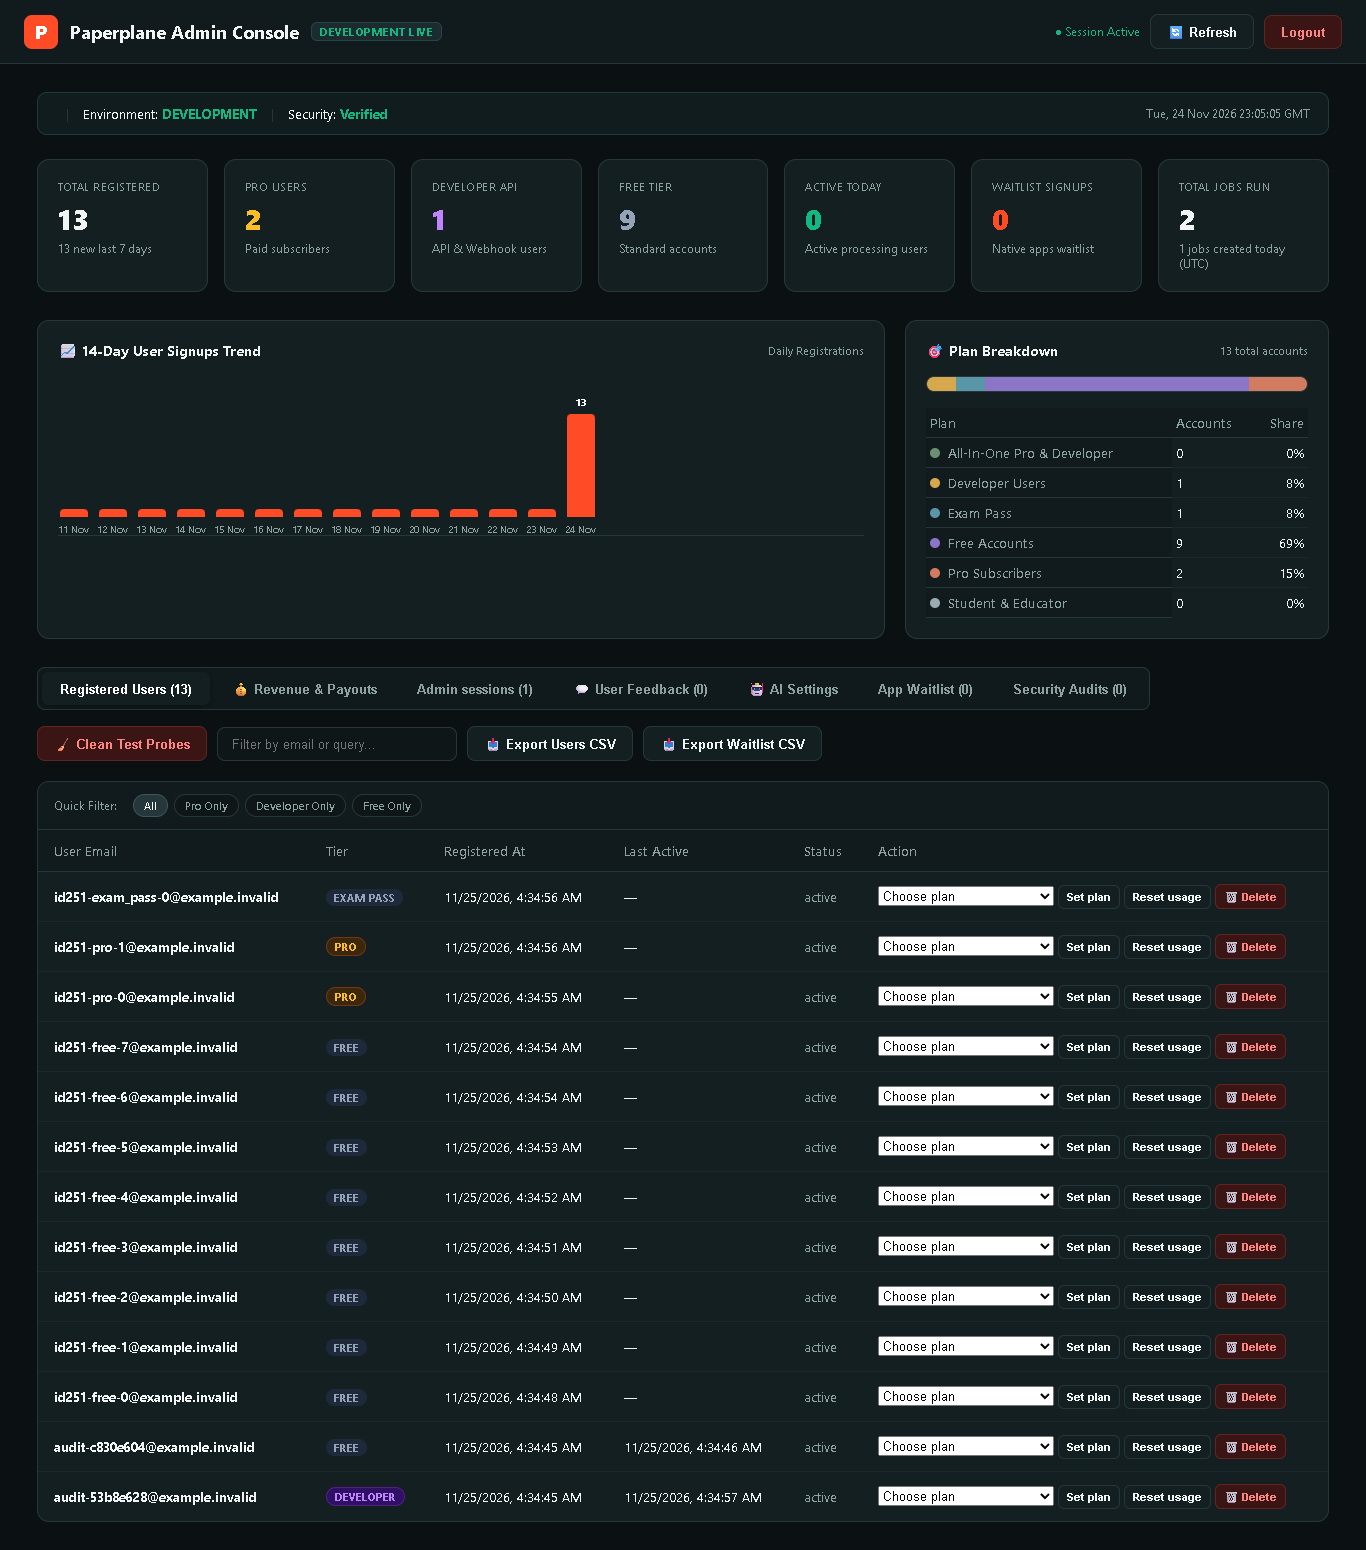 P Paperplane Admin Console DEVELOPMENT LIVE ● Session Active Refresh Logout
Environment: DEVELOPMENT Security: Verified Tue, 24 Nov 2026 23:05:05 GMT
TOTAL REGISTERED PRO USERS DEVELOPER API FREE TIER ACTIVE TODAY WAITLIST SIGNUPS TOTAL JOBS RUN
13 2 1 9 0 0 2
13 new last 7 days Paid subscribers API & Webhook users Standard accounts Active processing users Native apps waitlist 1 jobs created today
(UTC)
14-Day User Signups Trend Daily Registrations
13
11 Nov 12 Nov 13 Nov 14 Nov 15 Nov 16 Nov 17 Nov 18 Nov 19 Nov 20 Nov 21 Nov 22 Nov 23 Nov 24 Nov
Plan Breakdown 13 total accounts
Plan Accounts Share
All-In-One Pro & Developer 0 0%
Developer Users 1 8%
Exam Pass 1 8%
Free Accounts 9 69%
Pro Subscribers 2 15%
Student & Educator 0 0%
Registered Users (13) Revenue & Payouts Admin sessions (1) User Feedback (0) AI Settings App Waitlist (0) Security Audits (0)
Clean Test Probes Filter by email or query... Export Users CSV Export Waitlist CSV
Quick Filter: All Pro Only Developer Only Free Only
User Email Tier Registered At Last Active Status Action
id251-exam_pass-0@example.invalid EXAM PASS 11/25/2026, 4:34:56 AM — active Choose plan Set plan Reset usage Delete
id251-pro-1@example.invalid PRO 11/25/2026, 4:34:56 AM — active Choose plan Set plan Reset usage Delete
id251-pro-0@example.invalid PRO 11/25/2026, 4:34:55 AM — active Choose plan Set plan Reset usage Delete
id251-free-7@example.invalid FREE 11/25/2026, 4:34:54 AM — active Choose plan Set plan Reset usage Delete
id251-free-6@example.invalid FREE 11/25/2026, 4:34:54 AM — active Choose plan Set plan Reset usage Delete
id251-free-5@example.invalid FREE 11/25/2026, 4:34:53 AM — active Choose plan Set plan Reset usage Delete
id251-free-4@example.invalid FREE 11/25/2026, 4:34:52 AM — active Choose plan Set plan Reset usage Delete
id251-free-3@example.invalid FREE 11/25/2026, 4:34:51 AM — active Choose plan Set plan Reset usage Delete
id251-free-2@example.invalid FREE 11/25/2026, 4:34:50 AM — active Choose plan Set plan Reset usage Delete
id251-free-1@example.invalid FREE 11/25/2026, 4:34:49 AM — active Choose plan Set plan Reset usage Delete
id251-free-0@example.invalid FREE 11/25/2026, 4:34:48 AM — active Choose plan Set plan Reset usage Delete
audit-c830e604@example.invalid FREE 11/25/2026, 4:34:45 AM 11/25/2026, 4:34:46 AM active Choose plan Set plan Reset usage Delete
audit-53b8e628@example.invalid DEVELOPER 11/25/2026, 4:34:45 AM 11/25/2026, 4:34:57 AM active Choose plan Set plan Reset usage Delete